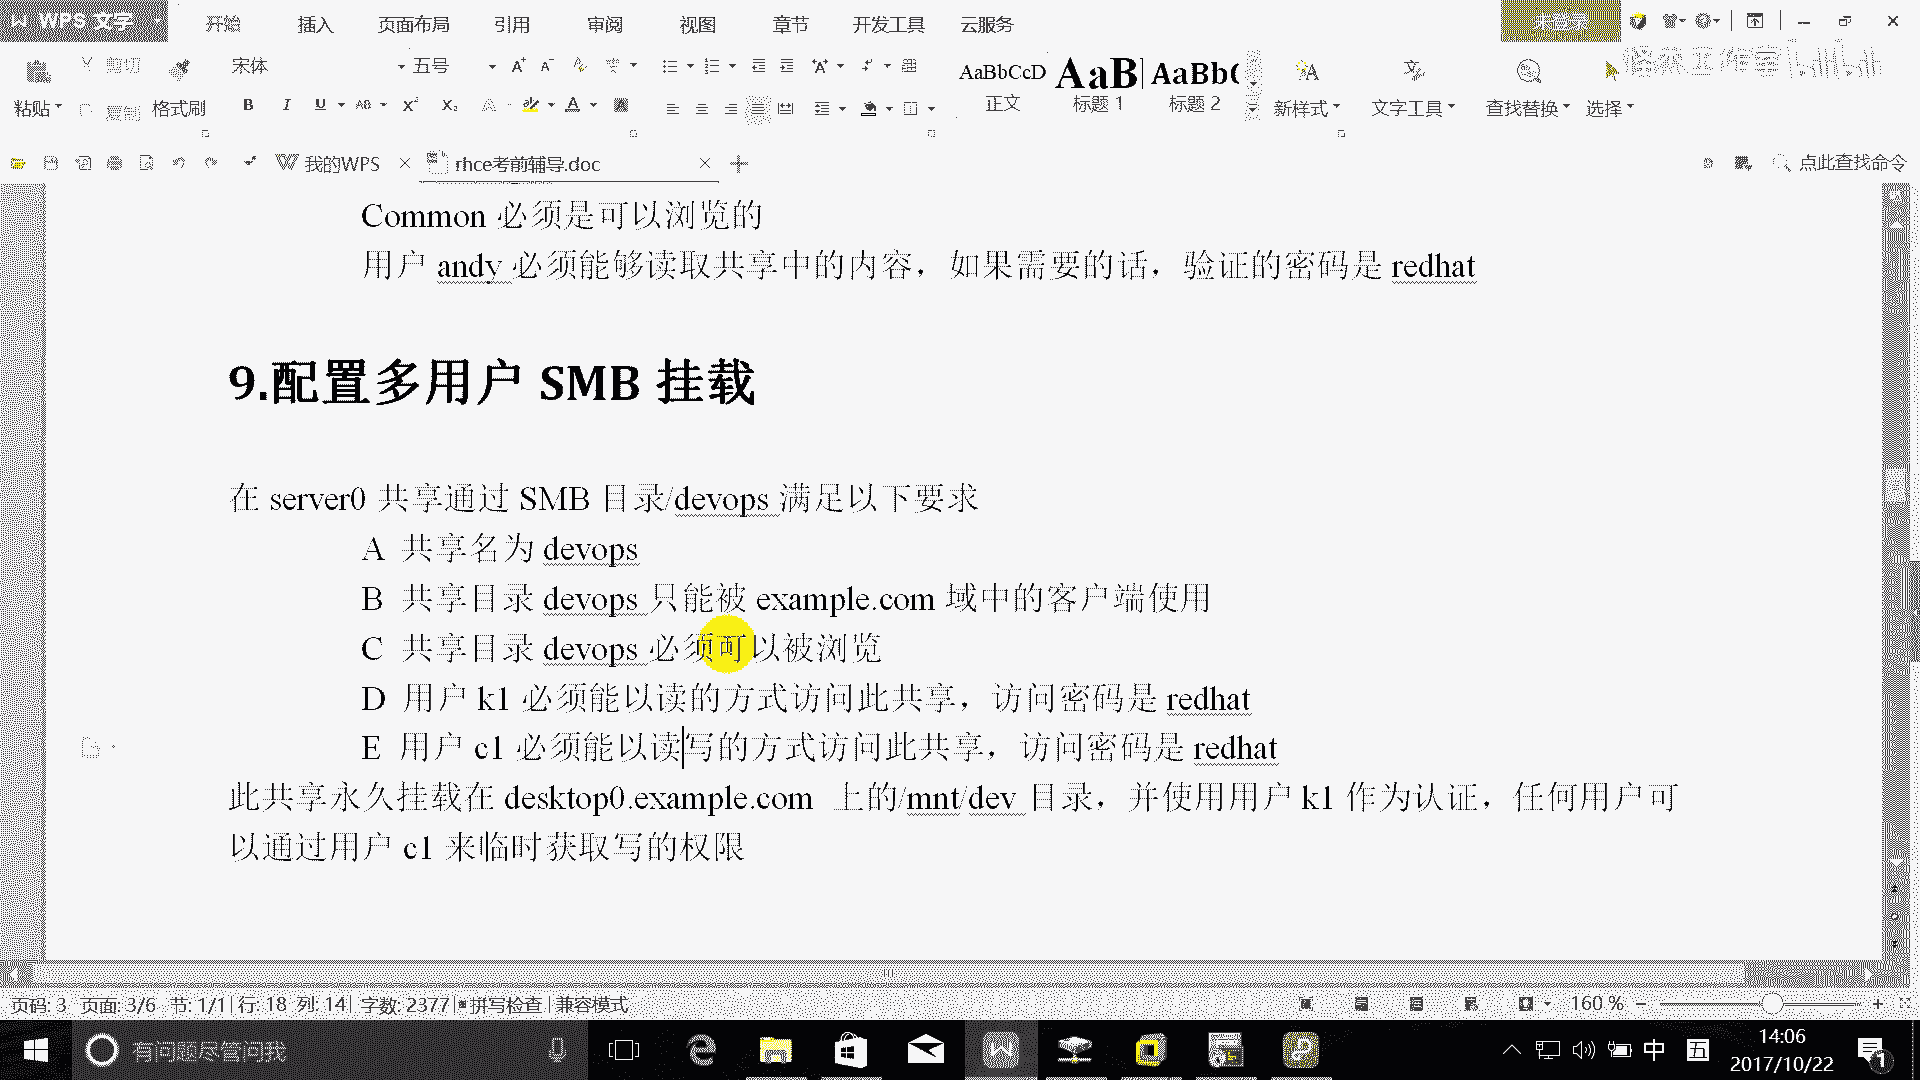 WPS 文字
开始 插入 页面布局 引用 审阅 视图 章节 开发工具 云服务 未登录
粘贴 剪切 复制 格式刷
宋体 五号
AaBbCcD 正文
AaB 标题 1
AaBb( 标题 2
新样式 文字工具 查找替换 选择
我的WPS rhce考前辅导.doc 点此查找命令
Common 必须是可以浏览的
用户 andy 必须能够读取共享中的内容，如果需要的话，验证的密码是 redhat
9.配置多用户 SMB 挂载
在 server0 共享通过 SMB 目录/devops 满足以下要求
A 共享名为 devops
B 共享目录 devops 只能被 example.com 域中的客户端使用
C 共享目录 devops 必须可以被浏览
D 用户 k1 必须能以读的方式访问此共享，访问密码是 redhat
E 用户 c1 必须能以读写的方式访问此共享，访问密码是 redhat
此共享永久挂载在 desktop0.example.com 上的/mnt/dev 目录，并使用用户 k1 作为认证，任何用户可
以通过用户 c1 来临时获取写的权限
页码: 3 页面: 3/6 节: 1/1 行: 18 列: 14 字数: 2377 拼写检查 兼容模式 160 %
有问题尽管问我
中 五
14:06
2017/10/22
1